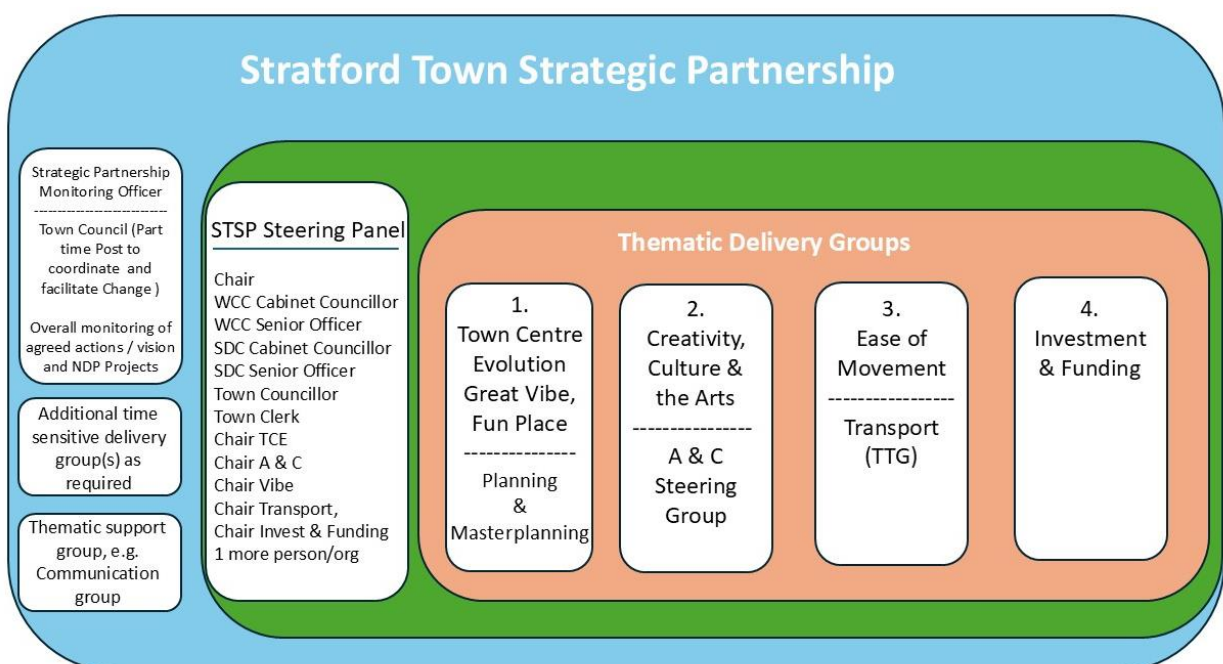 Stratford Town Strategic Partnership
Strategic Partnership
Monitoring Officer
----------------------------
Town Council (Part
time Post to
coordinate and
facilitate Change )
Overall monitoring of
agreed actions / vision
and NDP Projects
Additional time
sensitive delivery
group(s) as
required
Thematic support
group, e.g.
Communication
group
STSP Steering Panel
Chair
WCC Cabinet Councillor
WCC Senior Officer
SDC Cabinet Councillor
SDC Senior Officer
Town Councillor
Town Clerk
Chair TCE
Chair A & C
Chair Vibe
Chair Transport,
Chair Invest & Funding
1 more person/org
Thematic Delivery Groups
1.
Town Centre
Evolution
Great Vibe,
Fun Place
---------------
Planning
&
Masterplanning
2.
Creativity,
Culture &
the Arts
----------------
A & C
Steering
Group
3.
Ease of
Movement
-----------------
Transport
(TTG)
4.
Investment
& Funding